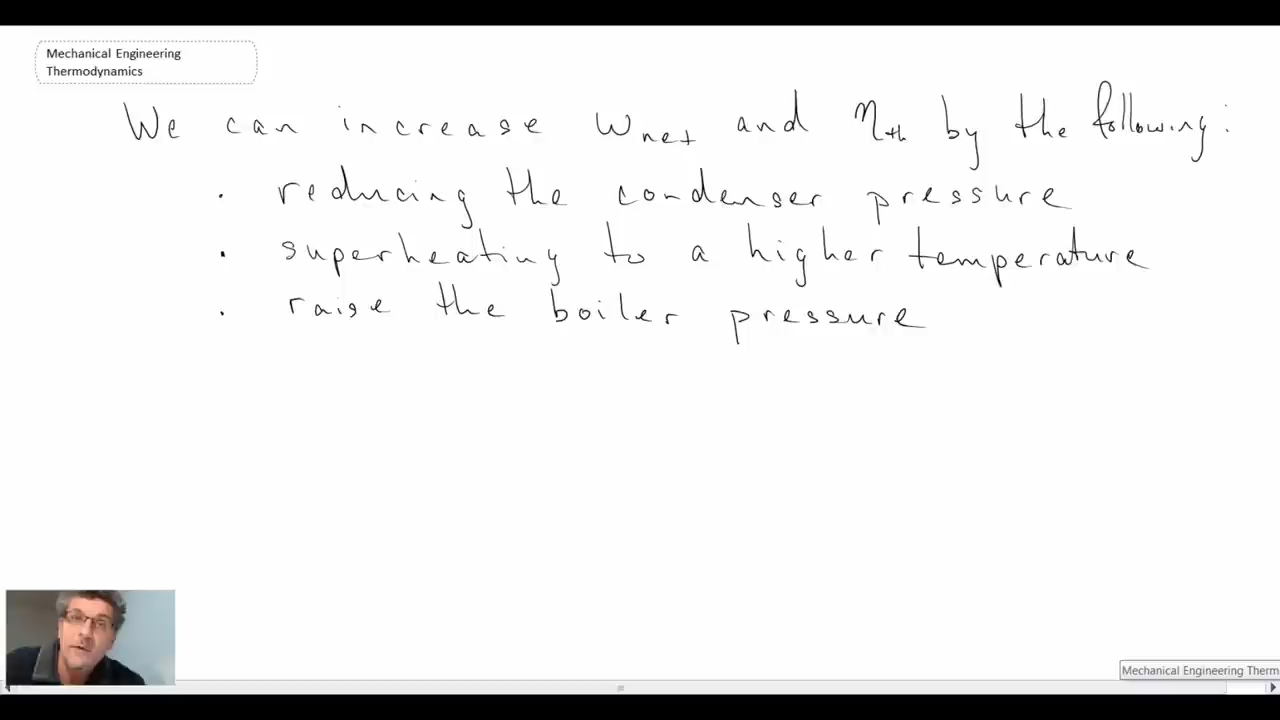 Mechanical Engineering
Thermodynamics
We can increase Wnet and ηth by the following:
· reducing the condenser pressure
· superheating to a higher temperature
· raise the boiler pressure
Mechanical Engineering Therm